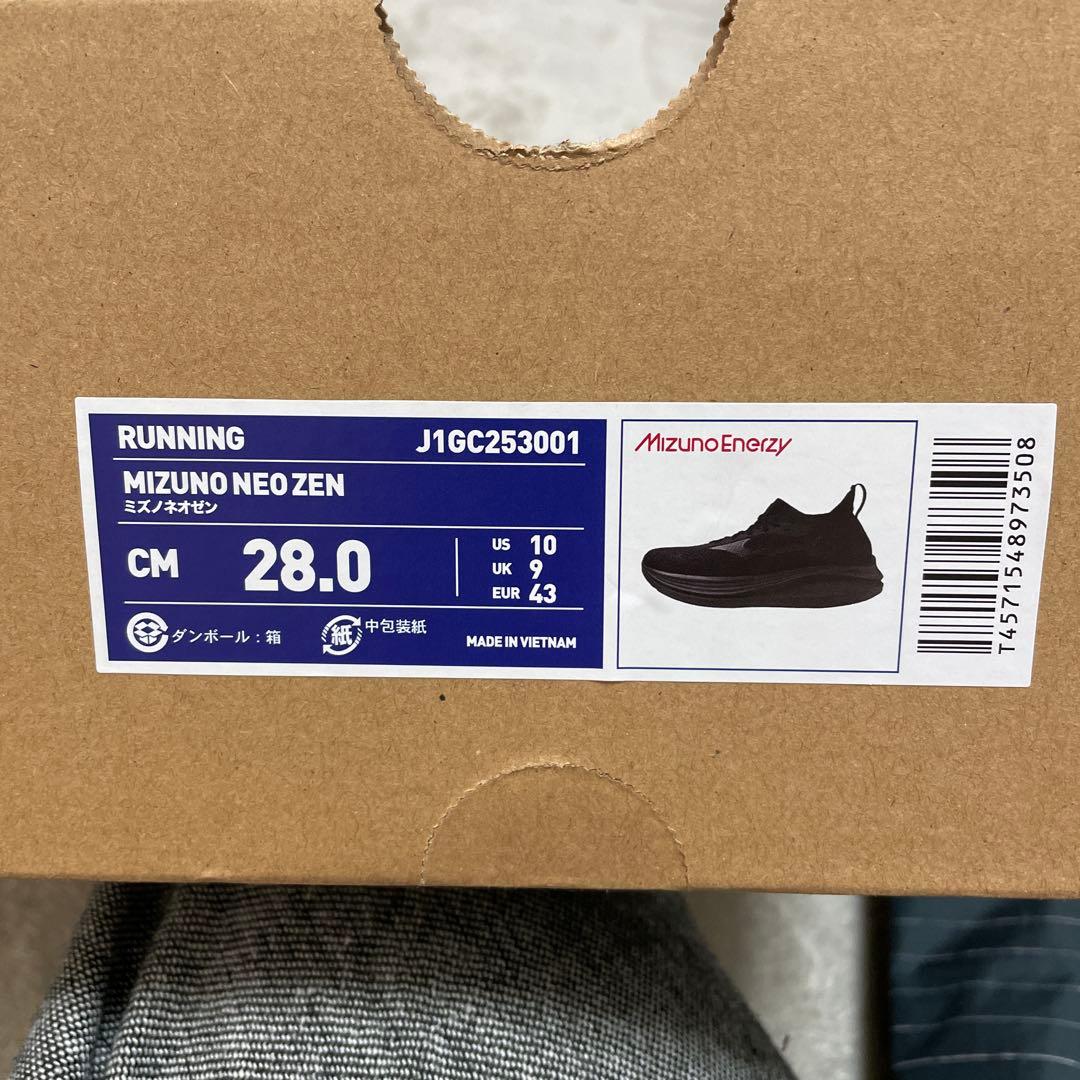 RUNNING J1GC253001
MIZUNO NEO ZEN
ミズノネオゼン
CM 28.0
US 10
UK 9
EUR 43
ダンボール：箱
紙 中包装紙
MADE IN VIETNAM
MizunoEnerzy
T4571548973508